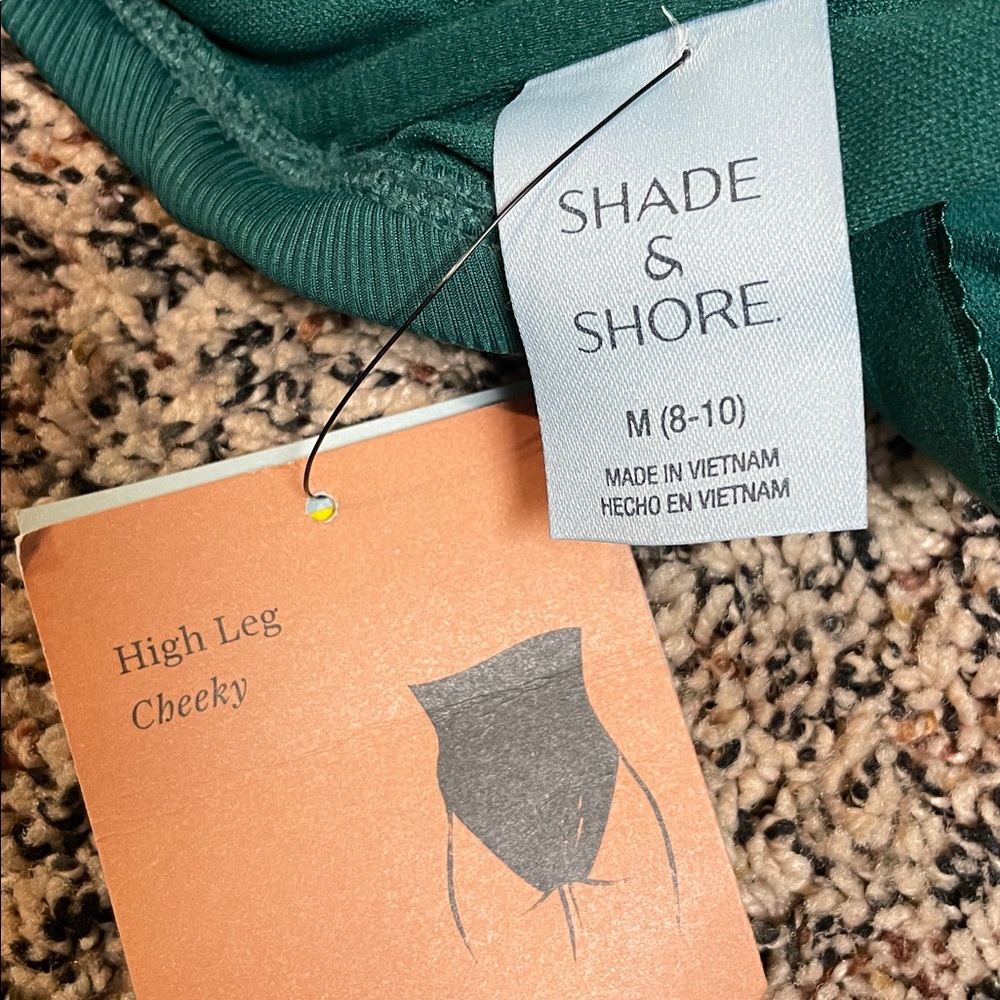 SHADE
&
SHORE.
M (8-10)
MADE IN VIETNAM
HECHO EN VIETNAM
High Leg
Cheeky